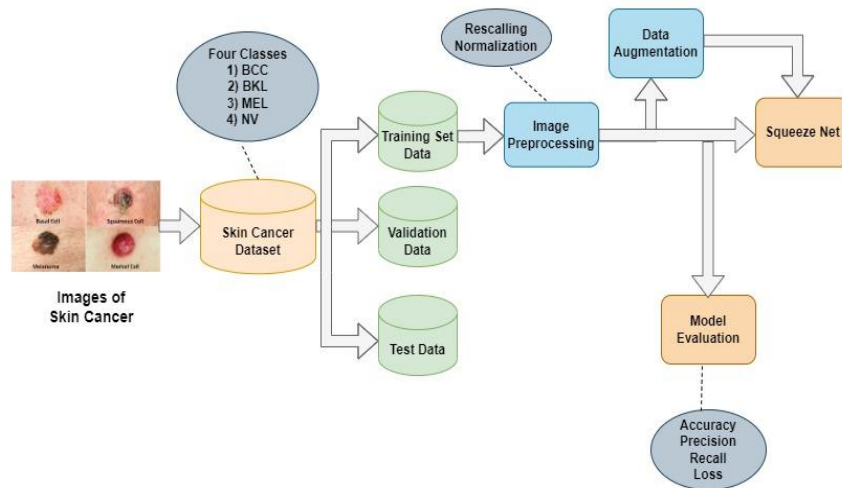 Rescalling
Normalization
Data
Augmentation
Four Classes
1) BCC
2) BKL
3) MEL
4) NV
Training Set
Data
Image
Preprocessing
Squeeze Net
Basal Cell
Squamous Cell
Melanoma
Merkel Cell
Skin Cancer
Dataset
Validation
Data
Images of
Skin Cancer
Model
Evaluation
Test Data
Accuracy
Precision
Recall
Loss